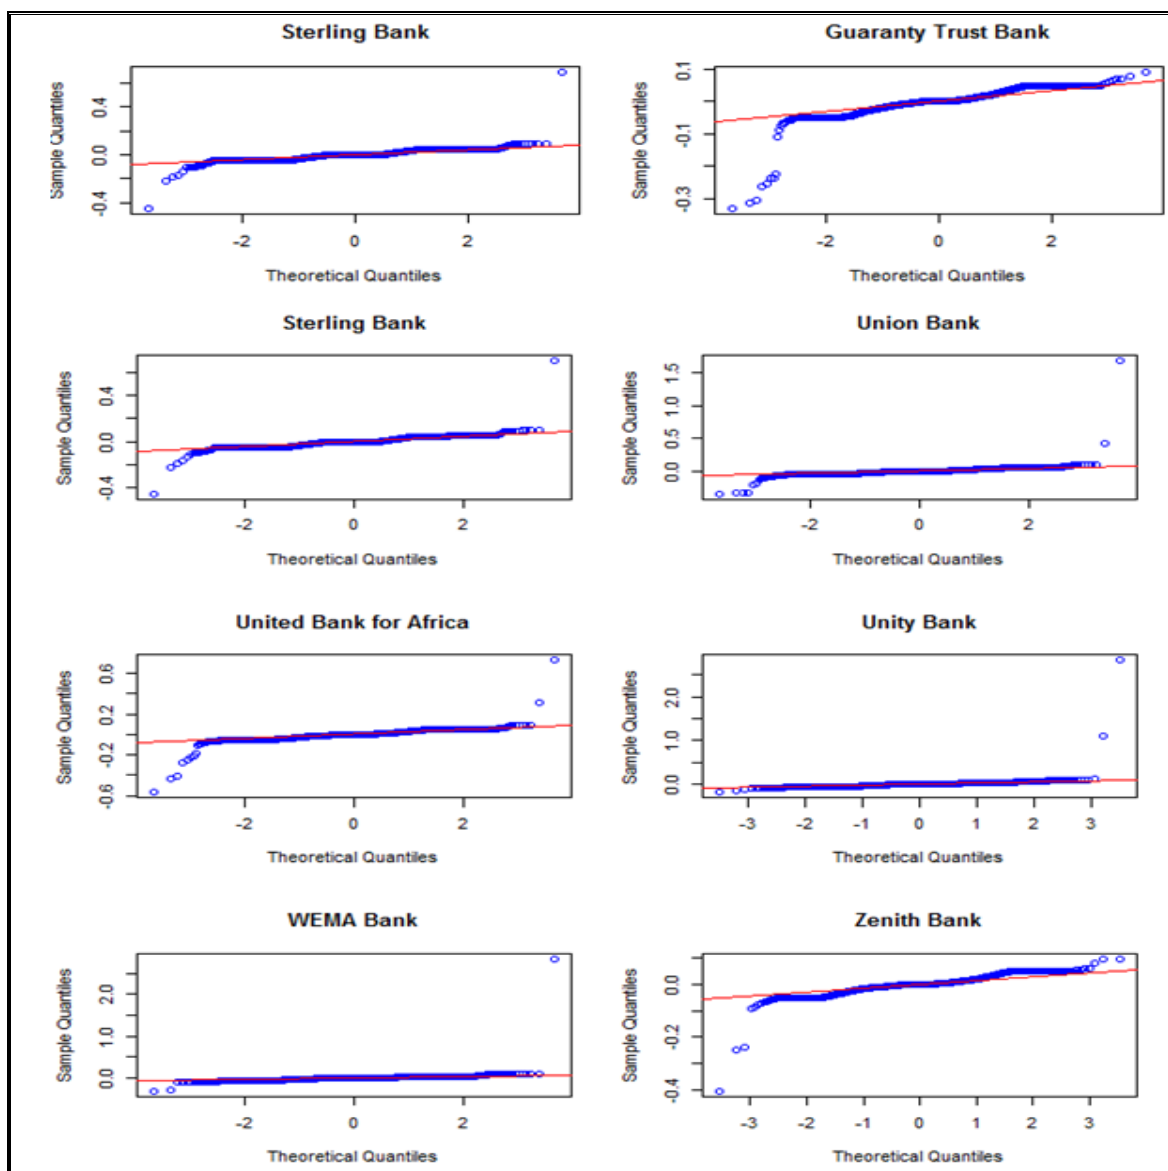 Sterling Bank
Sample Quantiles
0.4
0.0
-0.4
-2 0 2
Theoretical Quantiles
Guaranty Trust Bank
Sample Quantiles
0.1
-0.1
-0.3
-2 0 2
Theoretical Quantiles
Sterling Bank
Sample Quantiles
0.4
0.0
-0.4
-2 0 2
Theoretical Quantiles
Union Bank
Sample Quantiles
1.5
1.0
0.5
0.0
-2 0 2
Theoretical Quantiles
United Bank for Africa
Sample Quantiles
0.6
0.2
-0.2
-0.6
-2 0 2
Theoretical Quantiles
Unity Bank
Sample Quantiles
2.0
1.0
0.0
-3 -2 -1 0 1 2 3
Theoretical Quantiles
WEMA Bank
Sample Quantiles
2.0
1.0
0.0
-2 0 2
Theoretical Quantiles
Zenith Bank
Sample Quantiles
0.0
-0.2
-0.4
-3 -2 -1 0 1 2 3
Theoretical Quantiles